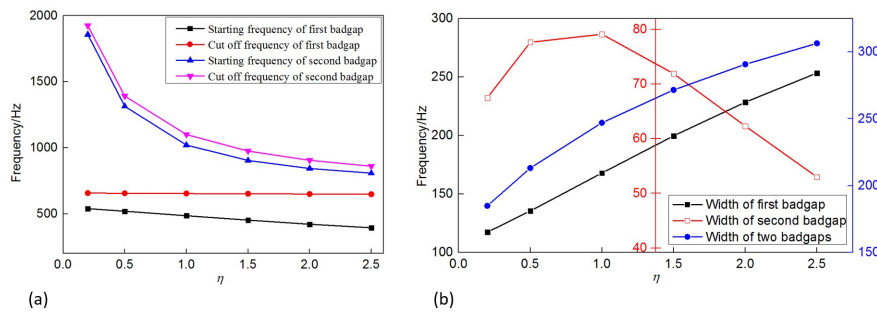 2000
1500
1000
500
Frequency/Hz
0.0 0.5 1.0 1.5 2.0 2.5
η
Starting frequency of first badgap
Cut off frequency of first badgap
Starting frequency of second badgap
Cut off frequency of second badgap
(a)
300
250
200
150
100
Frequency/Hz
0.0 0.5 1.0 1.5 2.0 2.5
η
80
70
60
50
40
300
250
200
150
Width of first badgap
Width of second badgap
Width of two badgaps
(b)